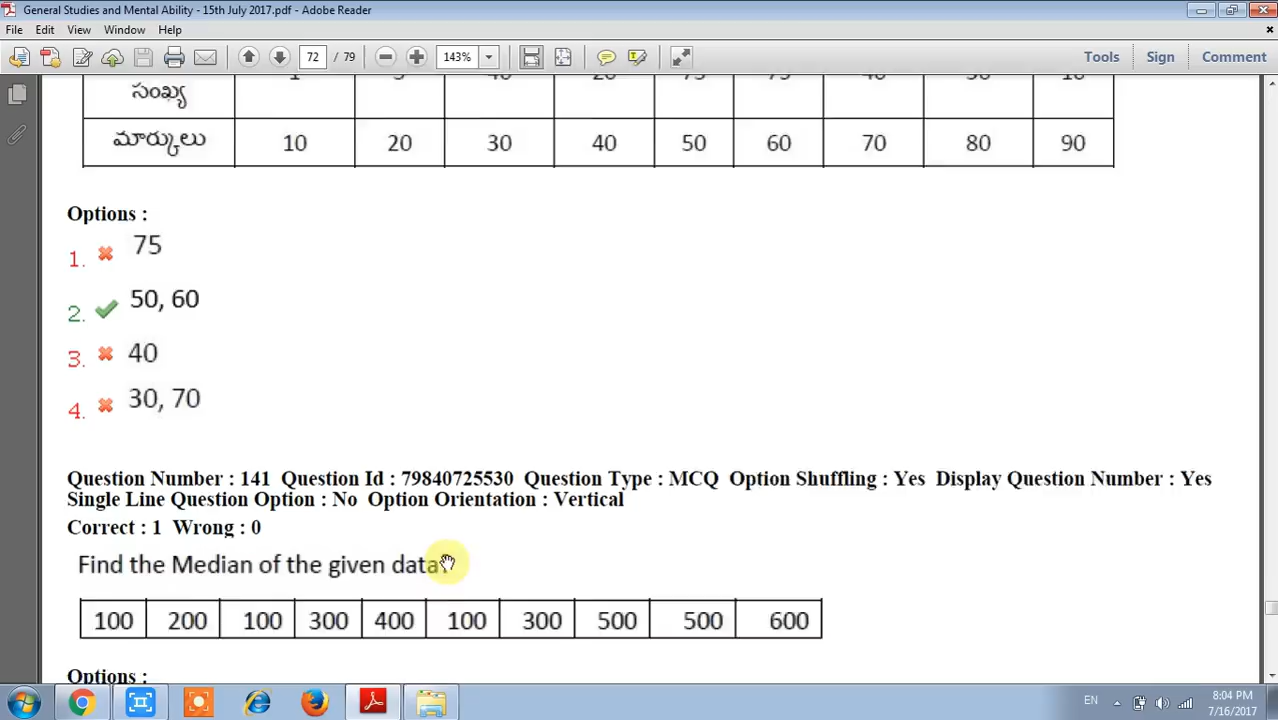 General Studies and Mental Ability - 15th July 2017.pdf - Adobe Reader
File Edit View Window Help
72 / 79 143% Tools Sign Comment
సంఖ్య
మార్కులు 10 20 30 40 50 60 70 80 90
Options :
1. 75
2. 50, 60
3. 40
4. 30, 70
Question Number : 141 Question Id : 79840725530 Question Type : MCQ Option Shuffling : Yes Display Question Number : Yes
Single Line Question Option : No Option Orientation : Vertical
Correct : 1 Wrong : 0
Find the Median of the given data
100 200 100 300 400 100 300 500 500 600
Options :
EN 8:04 PM
7/16/2017